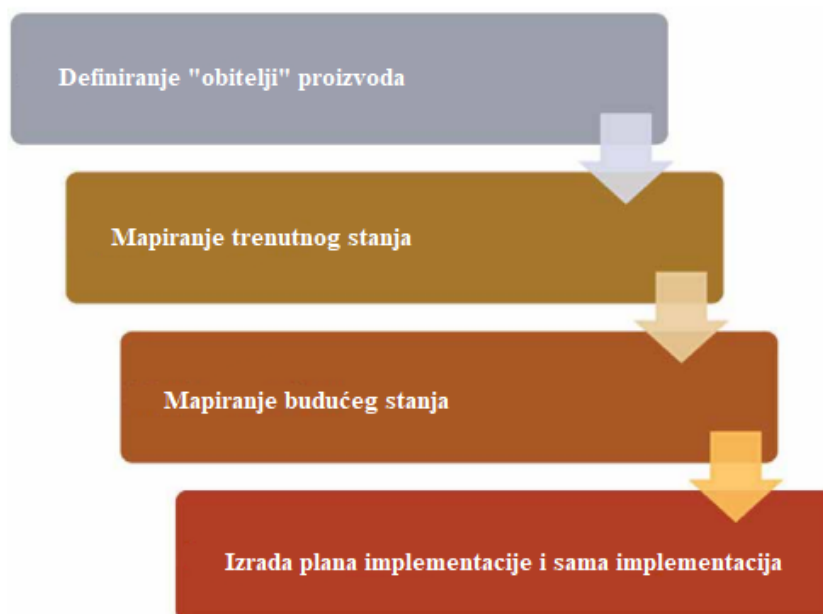 Definiranje "obitelji" proizvoda
Mapiranje trenutnog stanja
Mapiranje budućeg stanja
Izrada plana implementacije i sama implementacija